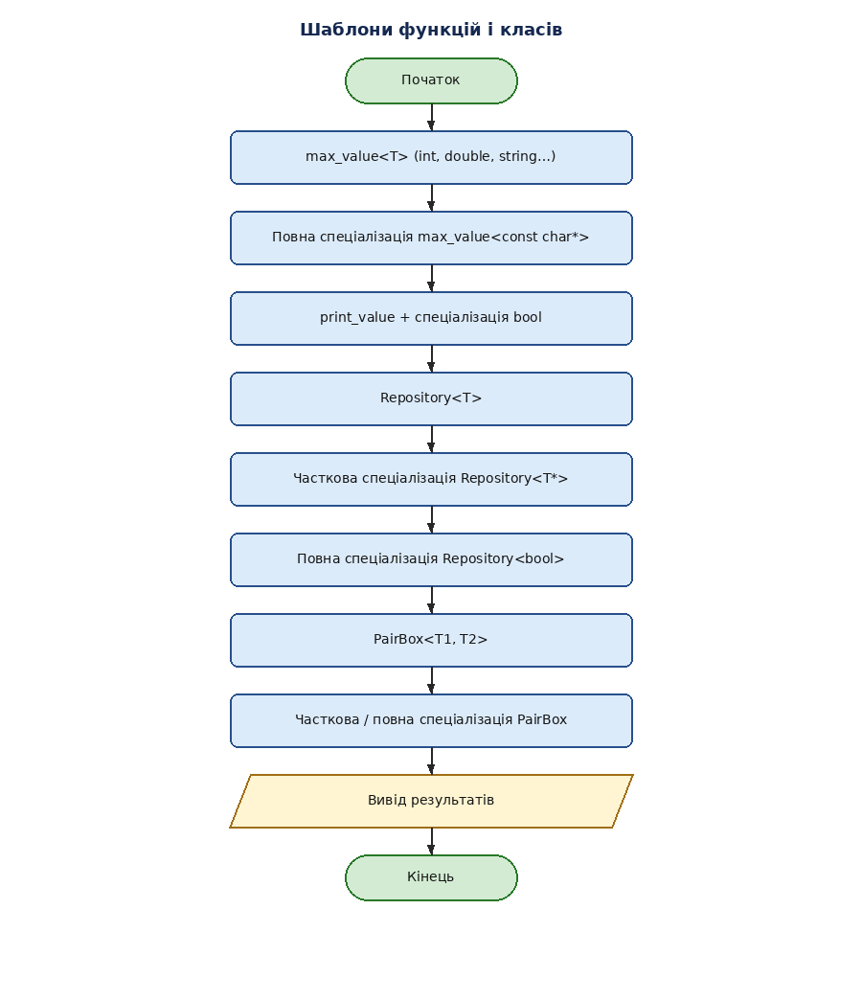 Шаблони функцій і класів
Початок
max_value<T> (int, double, string...)
Повна спеціалізація max_value<const char*>
print_value + спеціалізація bool
Repository<T>
Часткова спеціалізація Repository<T*>
Повна спеціалізація Repository<bool>
PairBox<T1, T2>
Часткова / повна спеціалізація PairBox
Вивід результатів
Кінець